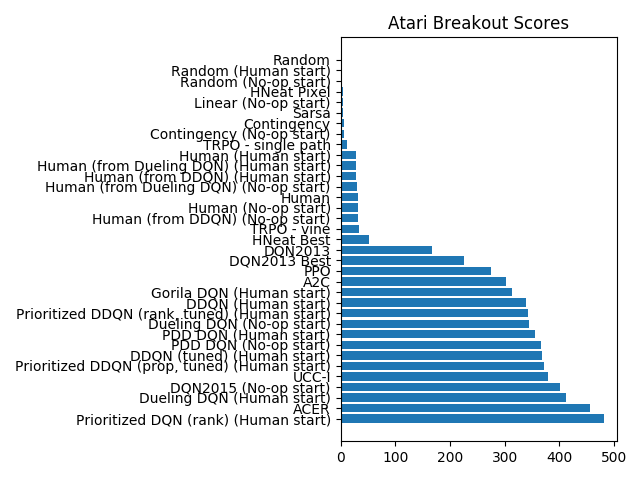 Atari Breakout Scores
Random
Random (Human start)
Random (No-op start)
HNeat Pixel
Linear (No-op start)
Sarsa
Contingency
Contingency (No-op start)
TRPO - single path
Human (Human start)
Human (from Dueling DQN) (Human start)
Human (from DDQN) (Human start)
Human (from Dueling DQN) (No-op start)
Human
Human (No-op start)
Human (from DDQN) (No-op start)
TRPO - vine
HNeat Best
DQN2013
DQN2013 Best
PPO
A2C
Gorila DQN (Human start)
DDQN (Human start)
Prioritized DDQN (rank, tuned) (Human start)
Dueling DQN (No-op start)
PDD DQN (Human start)
PDD DQN (No-op start)
DDQN (tuned) (Human start)
Prioritized DDQN (prop, tuned) (Human start)
UCC-I
DQN2015 (No-op start)
Dueling DQN (Human start)
ACER
Prioritized DQN (rank) (Human start)
0 100 200 300 400 500